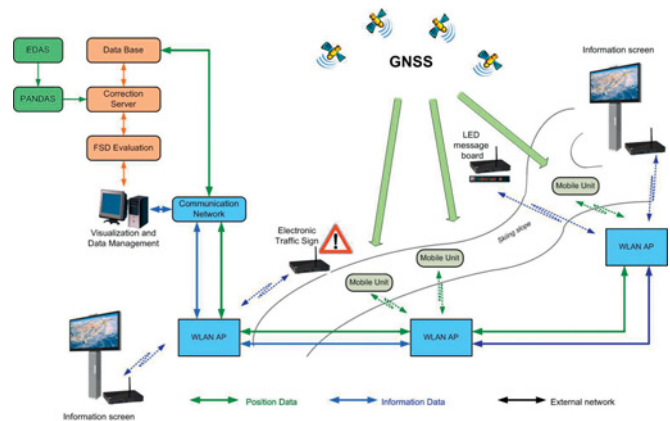 EDAS
Data Base
GNSS
Information screen
PANDAS
Correction
Server
LED
message
board
FSD Evaluation
Mobile Unit
Communication
Network
Visualization and
Data Management
Electronic
Traffic Sign
Skiing slope
WLAN AP
Mobile Unit
Mobile Unit
WLAN AP
WLAN AP
Information screen
Position Data
Information Data
External network